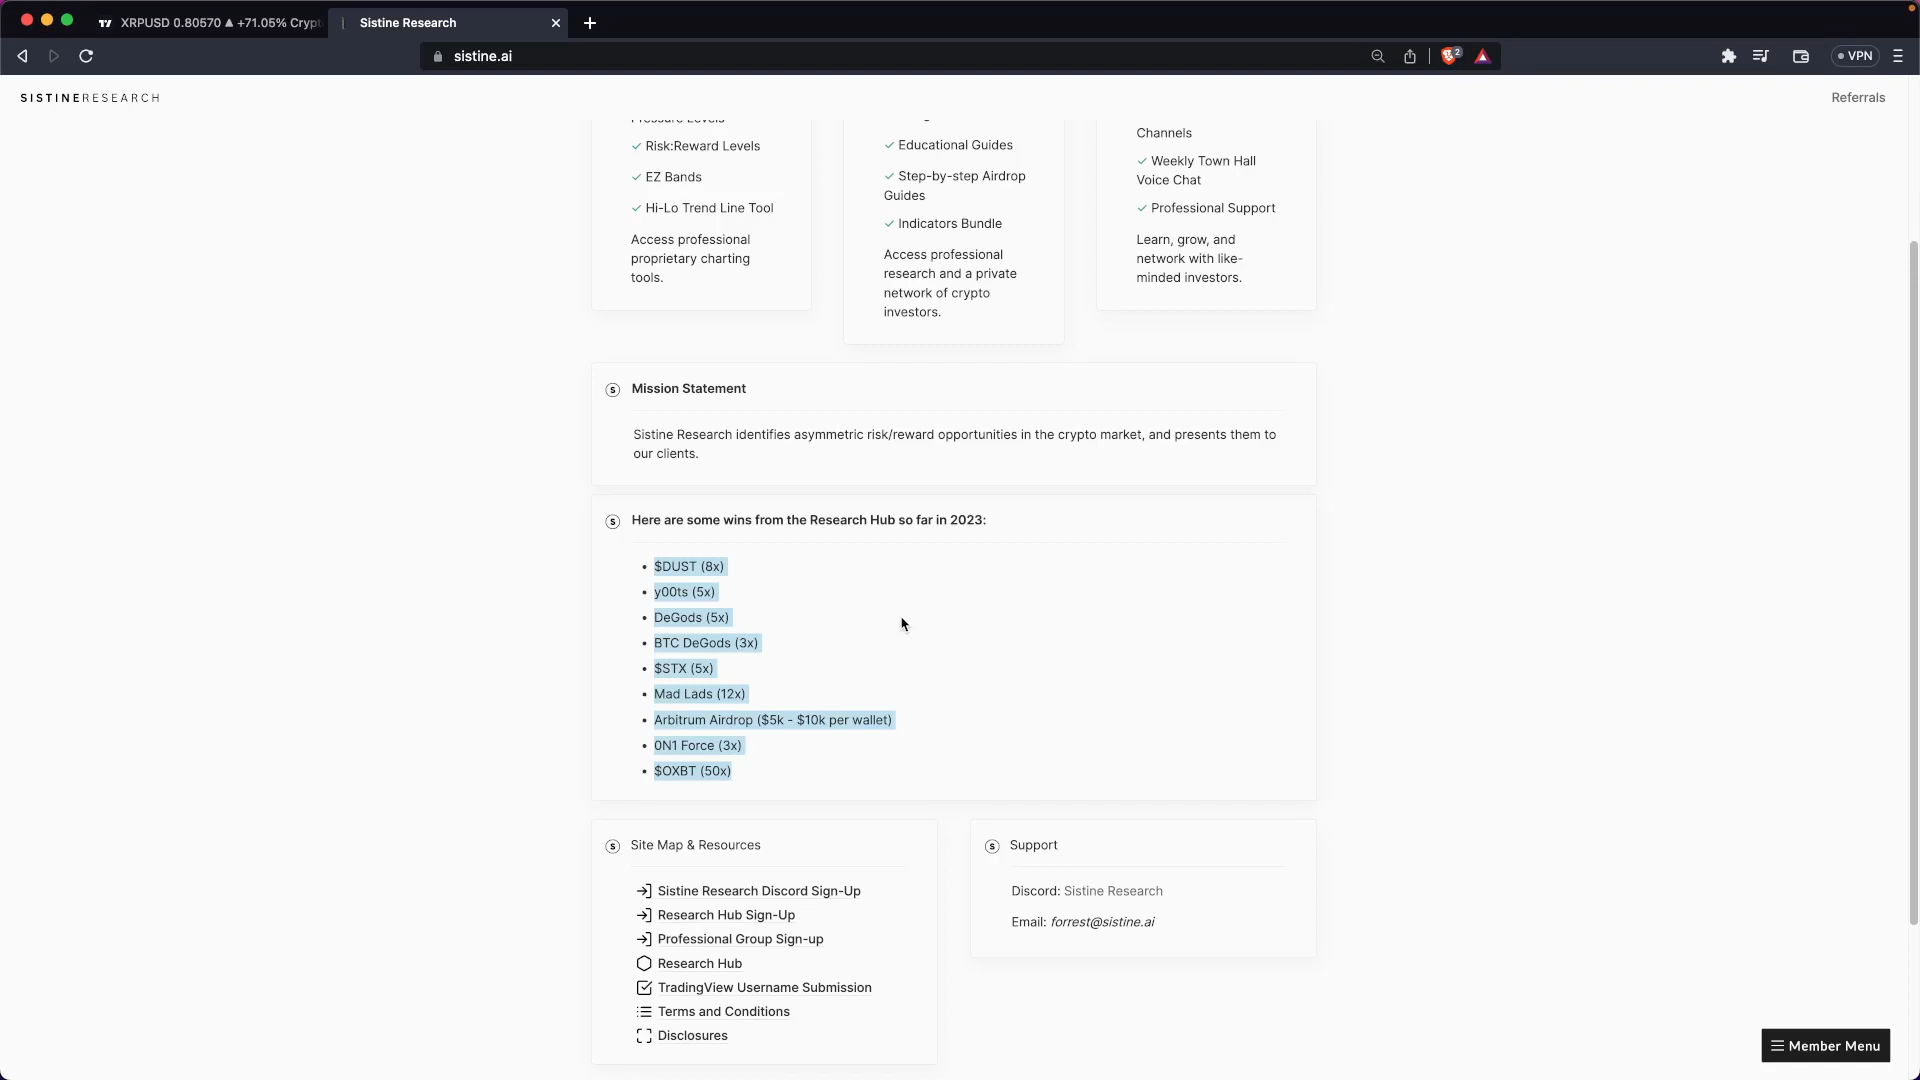 XRPUSD 0.80570 ▲ +71.05% Crypt
Sistine Research
sistine.ai
2
VPN
SISTINERESEARCH
Referrals
Pressure Levels
✓ Risk:Reward Levels
✓ EZ Bands
✓ Hi-Lo Trend Line Tool
Access professional
proprietary charting
tools.
✓ Educational Guides
✓ Step-by-step Airdrop
Guides
✓ Indicators Bundle
Access professional
research and a private
network of crypto
investors.
Channels
✓ Weekly Town Hall
Voice Chat
✓ Professional Support
Learn, grow, and
network with like-
minded investors.
Mission Statement
Sistine Research identifies asymmetric risk/reward opportunities in the crypto market, and presents them to
our clients.
Here are some wins from the Research Hub so far in 2023:
• $DUST (8x)
• y00ts (5x)
• DeGods (5x)
• BTC DeGods (3x)
• $STX (5x)
• Mad Lads (12x)
• Arbitrum Airdrop ($5k - $10k per wallet)
• 0N1 Force (3x)
• $OXBT (50x)
Site Map & Resources
Sistine Research Discord Sign-Up
Research Hub Sign-Up
Professional Group Sign-up
Research Hub
TradingView Username Submission
Terms and Conditions
Disclosures
Support
Discord: Sistine Research
Email: forrest@sistine.ai
Member Menu